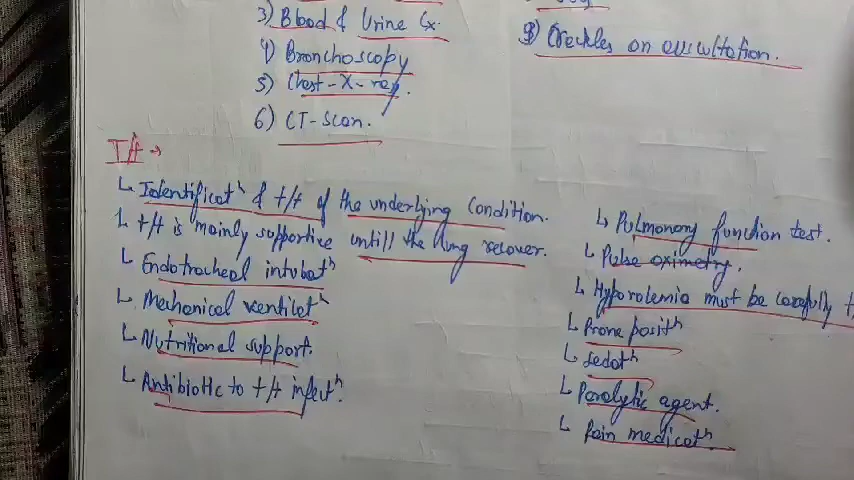 3) Blood & Urine Cx.
4) Bronchoscopy
5) Chest-X-ray.
6) CT-Scan.
9) Creckles on auscultation.
T/t →
↳ Identificatⁿ & t/t of the underlying condition.
↳ t/t is mainly supportive untill the lung recover.
↳ Endotracheal intubatⁿ
↳ Mechanical ventilatⁿ
↳ Nutritional support.
↳ Antibiotic to t/t infectⁿ.
↳ Pulmonary function test.
↳ Pulse oximetry.
↳ Hypovolemia must be carefully
↳ Prone positⁿ
↳ Sedatⁿ
↳ Paralytic agent.
↳ Pain medicatⁿ